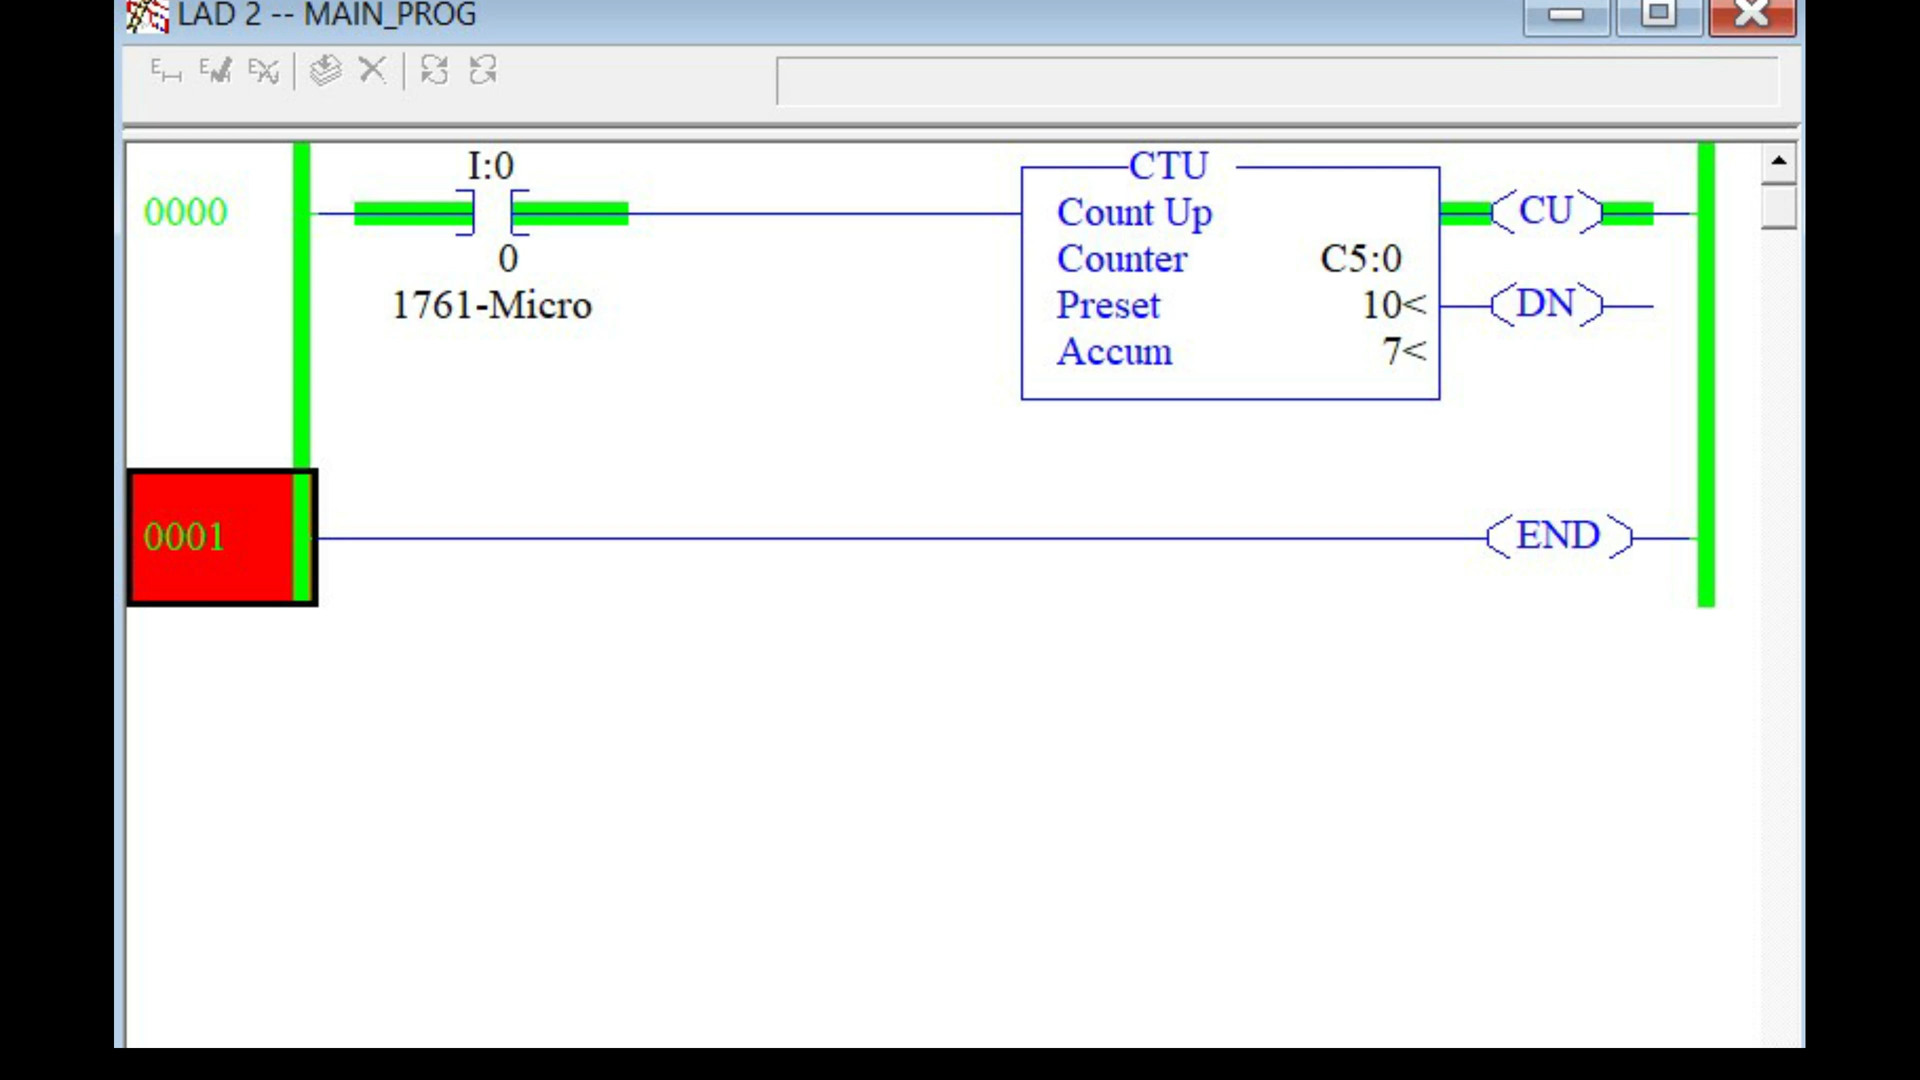 LAD 2 -- MAIN_PROG
I:0
CTU
0000
Count Up
CU
0
Counter C5:0
1761-Micro
Preset 10<
DN
Accum 7<
0001
END